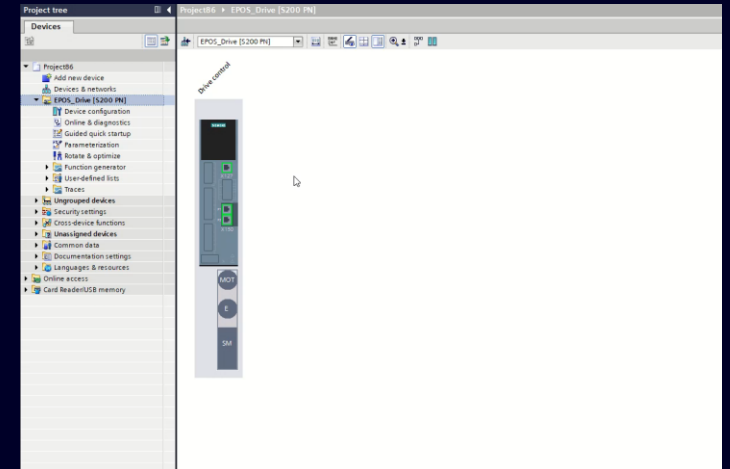 Project tree
Project86 ▸ EPOS_Drive [S200 PN]
Devices
EPOS_Drive [S200 PN]
Project86
Add new device
Devices & networks
EPOS_Drive [S200 PN]
Device configuration
Online & diagnostics
Guided quick startup
Parameterization
Rotate & optimize
Function generator
User-defined lists
Traces
Ungrouped devices
Security settings
Cross-device functions
Unassigned devices
Common data
Documentation settings
Languages & resources
Online access
Card Reader/USB memory
Drive control
SIEMENS
X127
X150
MOT
E
SM